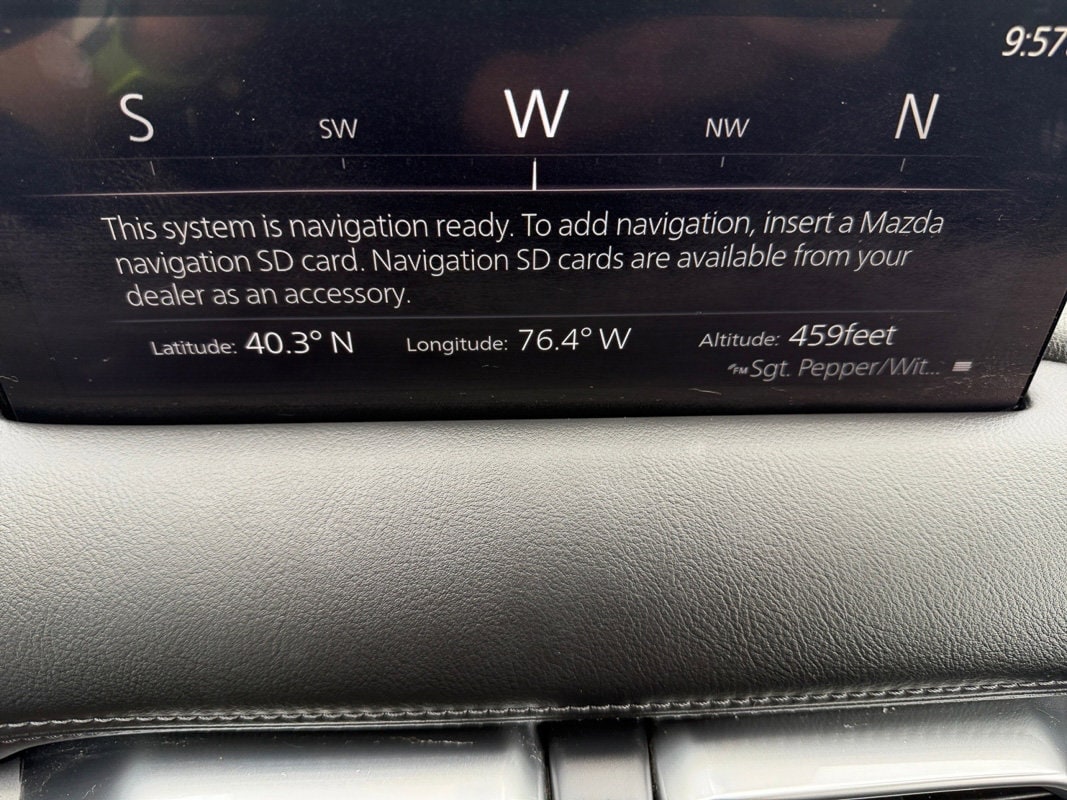 9:57
S SW W NW N
This system is navigation ready. To add navigation, insert a Mazda
navigation SD card. Navigation SD cards are available from your
dealer as an accessory.
Latitude: 40.3° N Longitude: 76.4° W Altitude: 459feet
FM Sgt. Pepper/Wit...